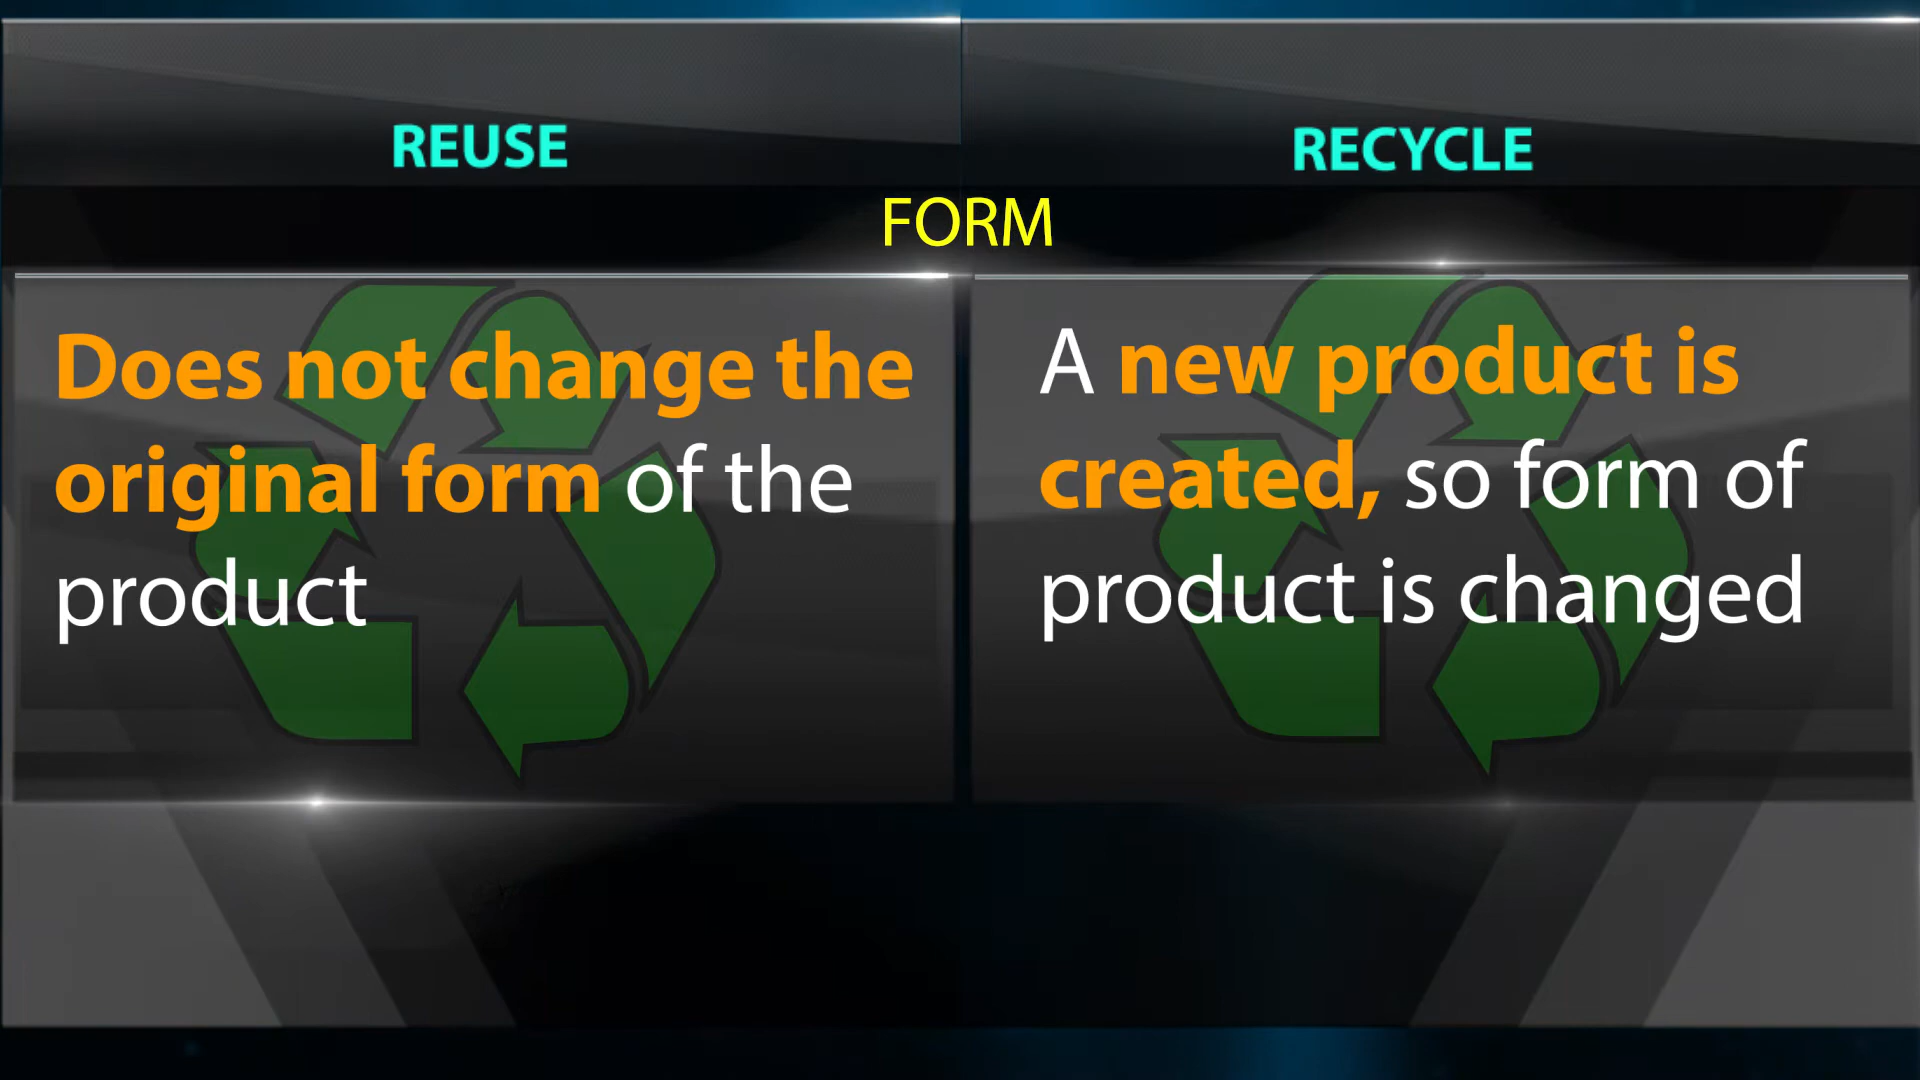 REUSE
RECYCLE
FORM
Does not change the
original form of the
product
A new product is
created, so form of
product is changed